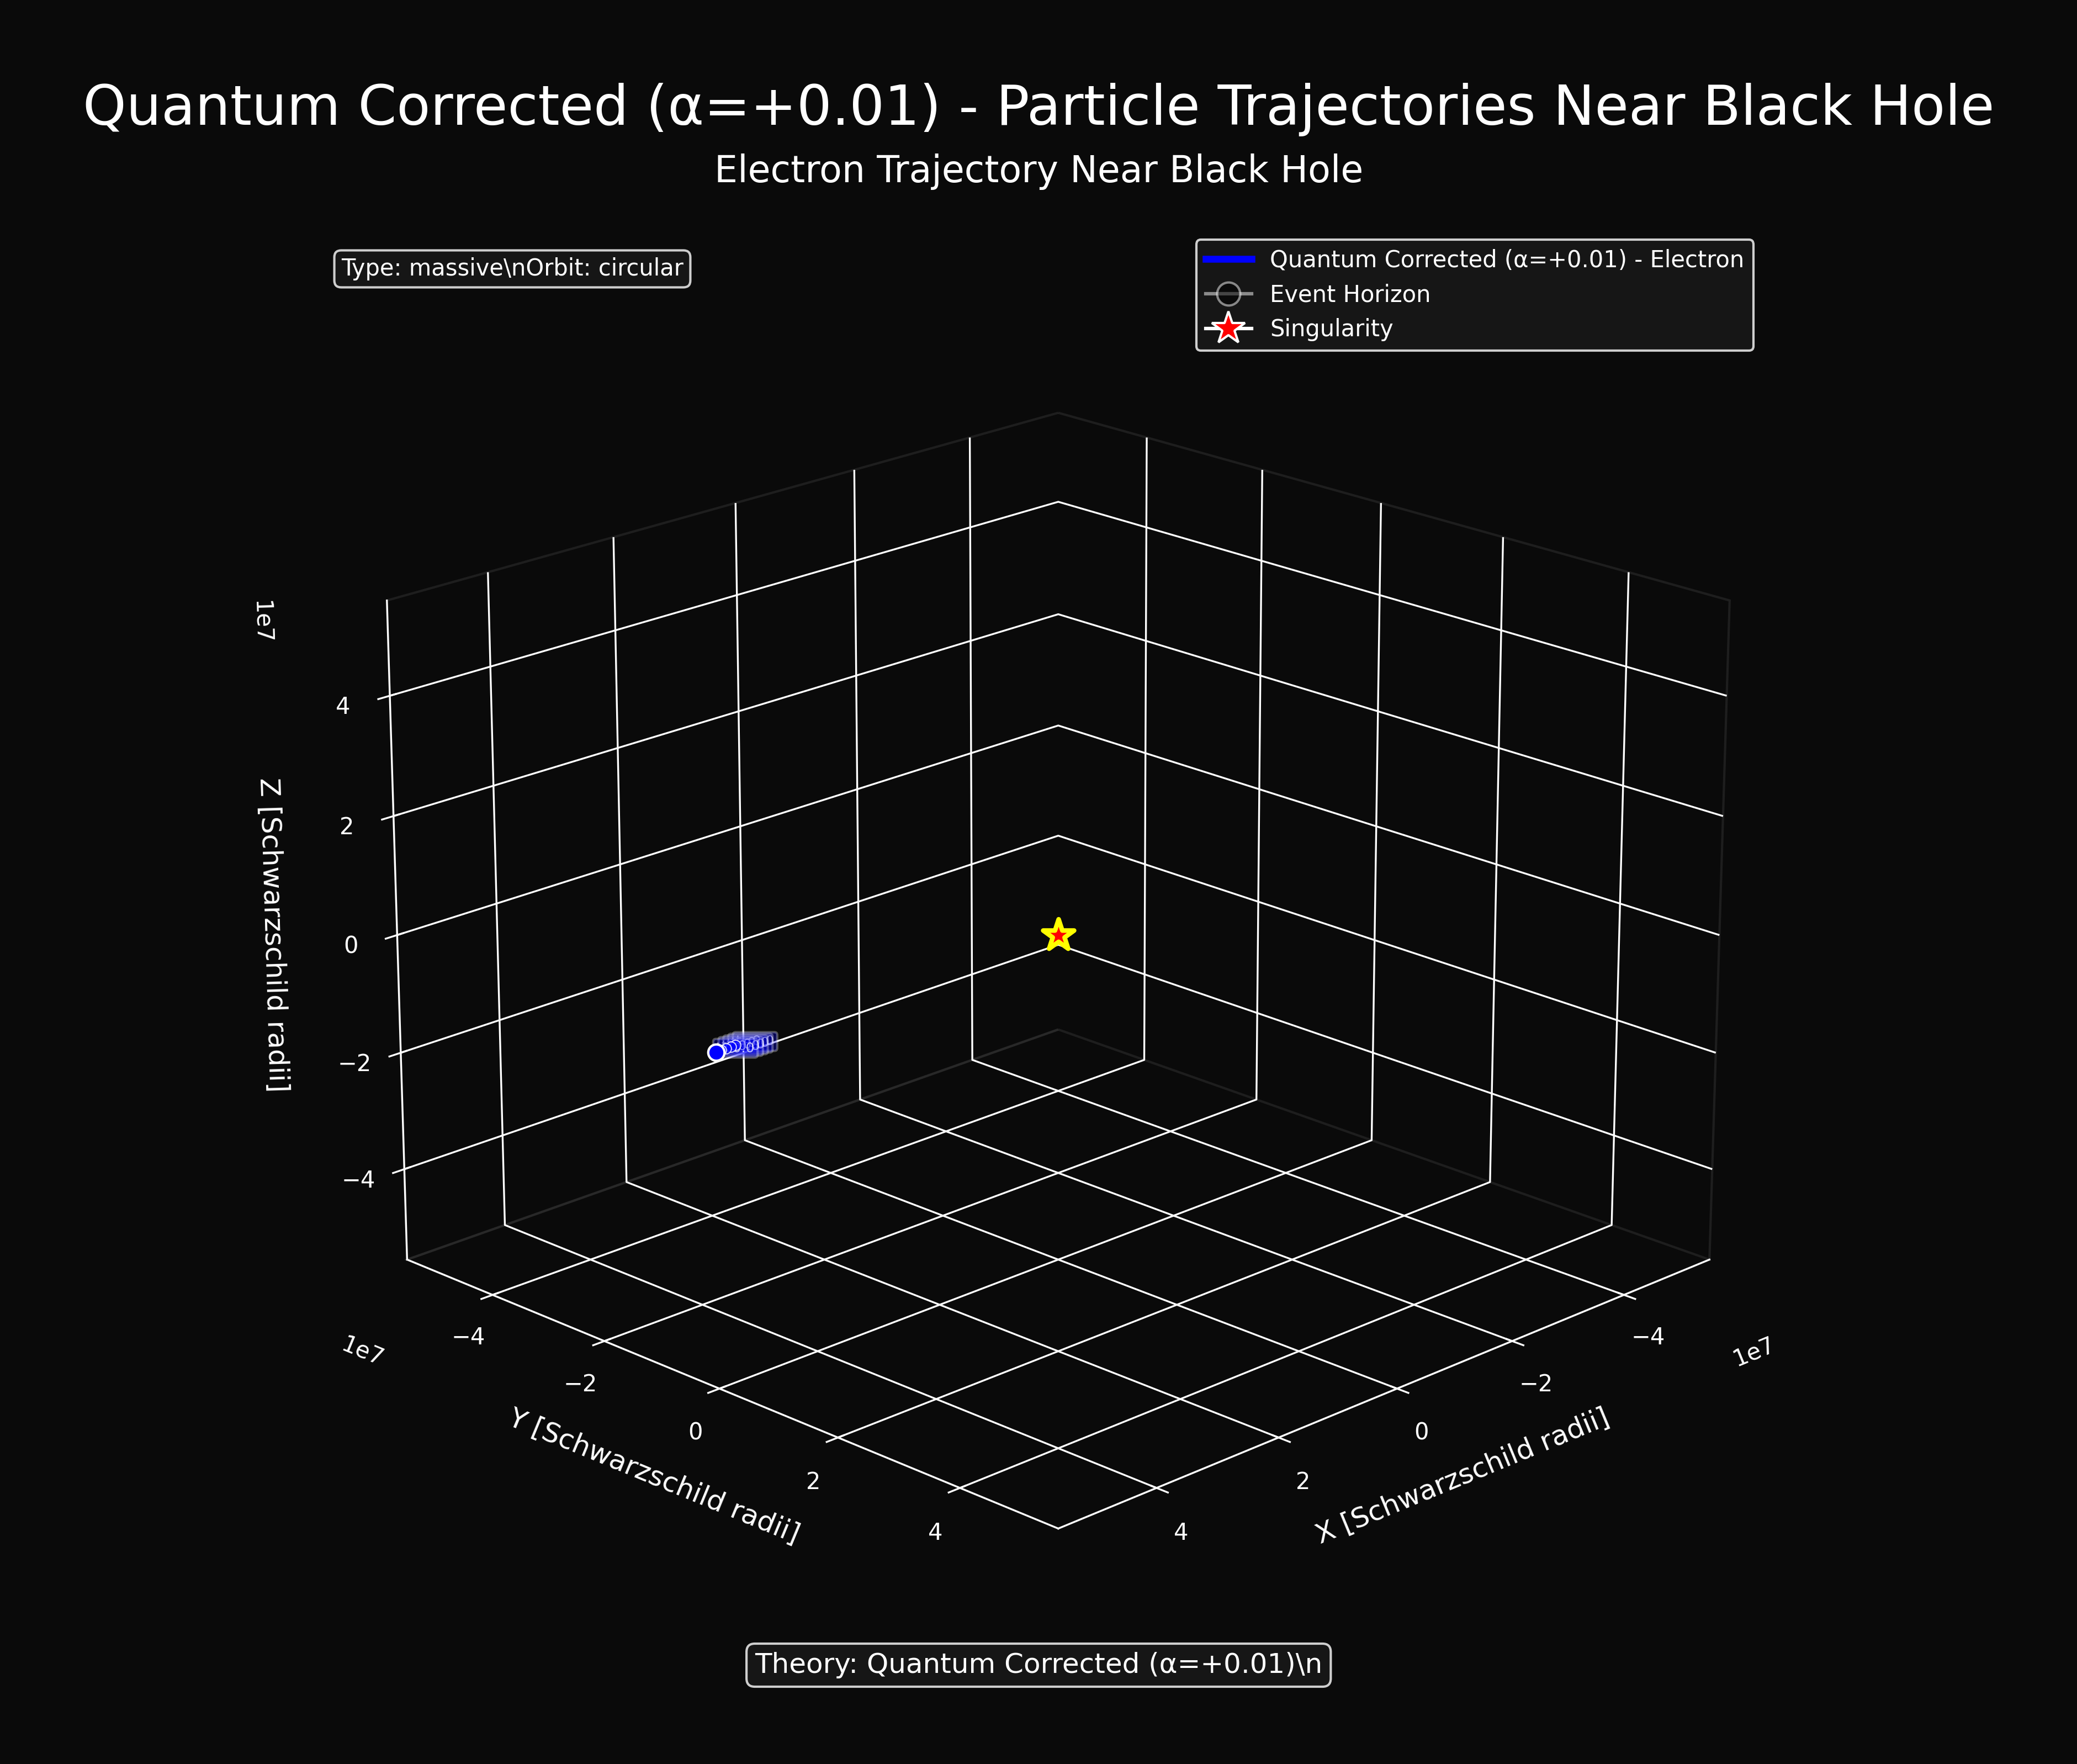 Quantum Corrected (α=+0.01) - Particle Trajectories Near Black Hole
Electron Trajectory Near Black Hole
Type: massive\nOrbit: circular
Quantum Corrected (α=+0.01) - Electron
Event Horizon
Singularity
1e7
4
2
0
−2
−4
Z [Schwarzschild radii]
1e7
−4
−2
0
2
4
Y [Schwarzschild radii]
4
2
0
−2
−4
1e7
X [Schwarzschild radii]
Theory: Quantum Corrected (α=+0.01)\n